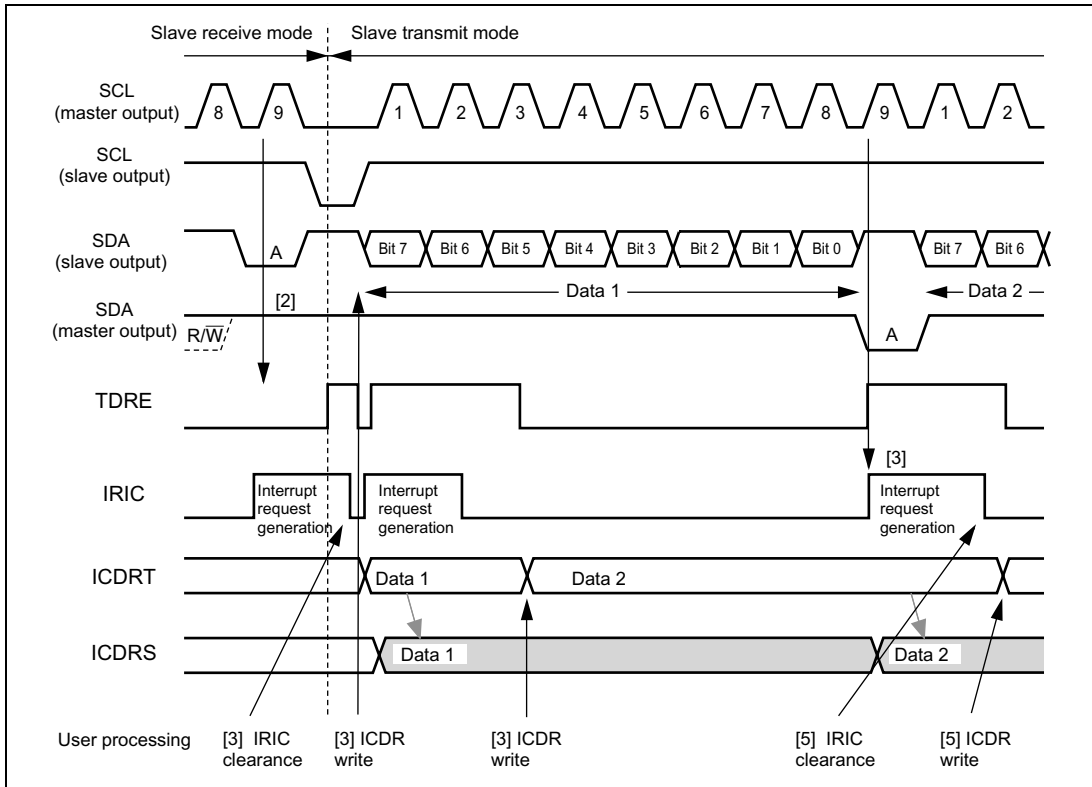 Slave receive mode Slave transmit mode
SCL
(master output)
8 9 1 2 3 4 5 6 7 8 9 1 2
SCL
(slave output)
SDA
(slave output)
A Bit 7 Bit 6 Bit 5 Bit 4 Bit 3 Bit 2 Bit 1 Bit 0 Bit 7 Bit 6
Data 1 Data 2
SDA
(master output)
[2]
R/W̅ A
TDRE
[3]
IRIC
Interrupt
request
generation
Interrupt
request
generation
Interrupt
request
generation
ICDRT
Data 1 Data 2
ICDRS
Data 1 Data 2
User processing
[3] IRIC
clearance
[3] ICDR
write
[3] ICDR
write
[5] IRIC
clearance
[5] ICDR
write